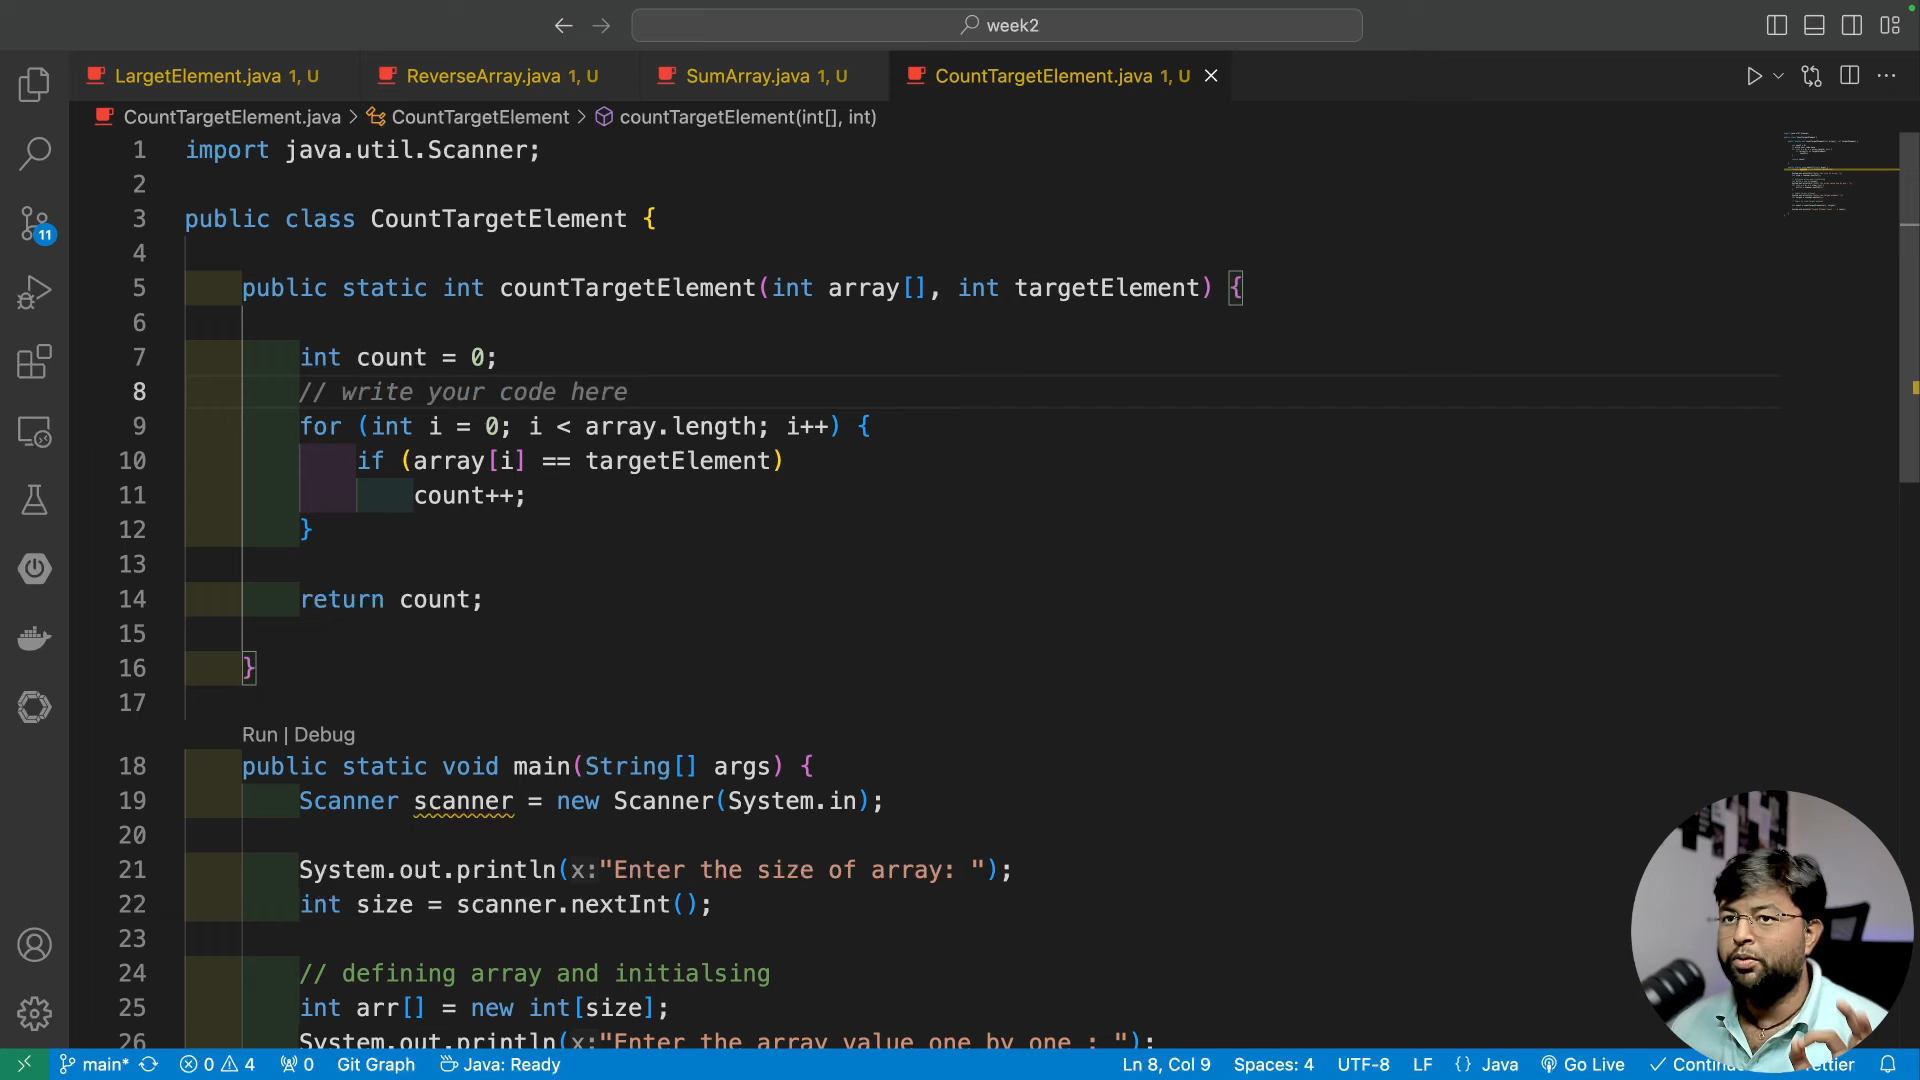 week2
LargetElement.java 1, U
ReverseArray.java 1, U
SumArray.java 1, U
CountTargetElement.java 1, U
CountTargetElement.java > CountTargetElement > countTargetElement(int[], int)
1 import java.util.Scanner;
2
3 public class CountTargetElement {
4
5 public static int countTargetElement(int array[], int targetElement) {
6
7 int count = 0;
8 // write your code here
9 for (int i = 0; i < array.length; i++) {
10 if (array[i] == targetElement)
11 count++;
12 }
13
14 return count;
15
16 }
17
Run | Debug
18 public static void main(String[] args) {
19 Scanner scanner = new Scanner(System.in);
20
21 System.out.println(x:"Enter the size of array: ");
22 int size = scanner.nextInt();
23
24 // defining array and initialsing
25 int arr[] = new int[size];
26 System.out.println(x:"Enter the array value one by one : ");
11
main* 0 4 0 Git Graph Java: Ready Ln 8, Col 9 Spaces: 4 UTF-8 LF {} Java Go Live